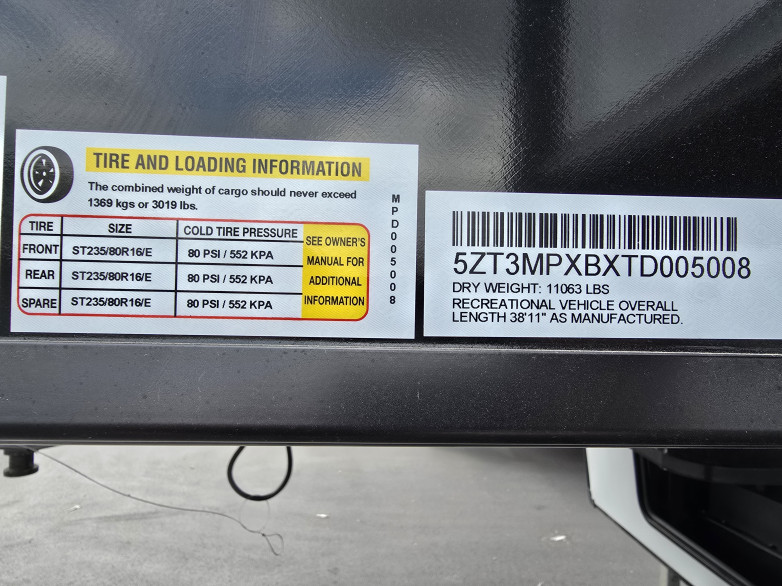 TIRE AND LOADING INFORMATION
The combined weight of cargo should never exceed
1369 kgs or 3019 lbs.
TIRE SIZE COLD TIRE PRESSURE
FRONT ST235/80R16/E 80 PSI / 552 KPA
REAR ST235/80R16/E 80 PSI / 552 KPA
SPARE ST235/80R16/E 80 PSI / 552 KPA
SEE OWNER'S
MANUAL FOR
ADDITIONAL
INFORMATION
MPD005008
5ZT3MPXBXTD005008
DRY WEIGHT: 11063 LBS
RECREATIONAL VEHICLE OVERALL
LENGTH 38'11" AS MANUFACTURED.